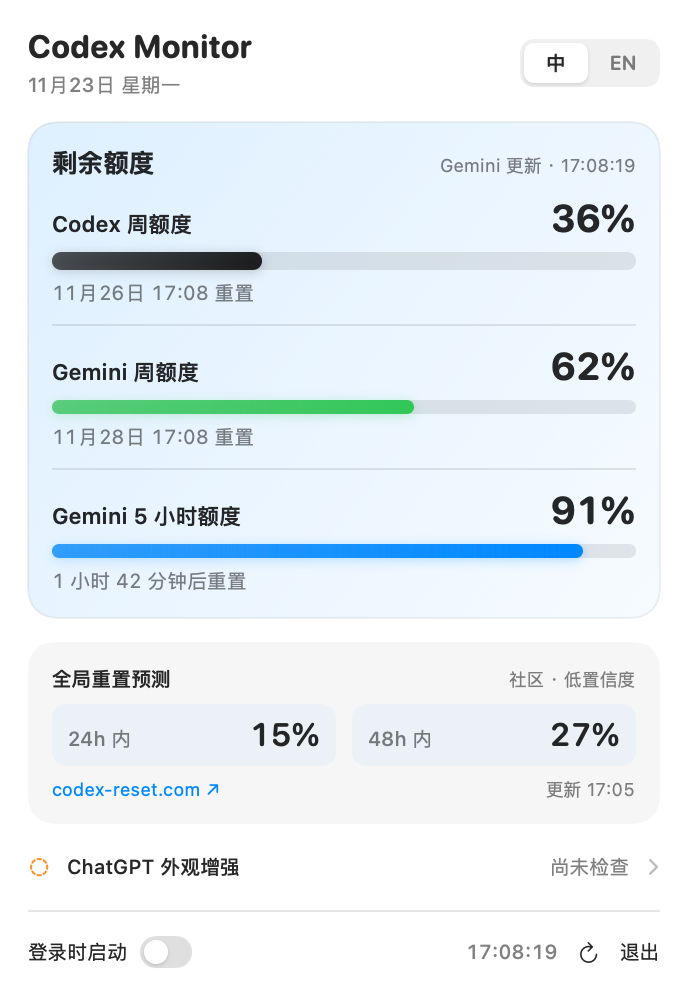 Codex Monitor
11月23日 星期一
中 EN
剩余额度 Gemini 更新 · 17:08:19
Codex 周额度 36%
11月26日 17:08 重置
Gemini 周额度 62%
11月28日 17:08 重置
Gemini 5 小时额度 91%
1 小时 42 分钟后重置
全局重置预测 社区 · 低置信度
24h 内 15% 48h 内 27%
codex-reset.com ↗ 更新 17:05
ChatGPT 外观增强 尚未检查
登录时启动 17:08:19 退出